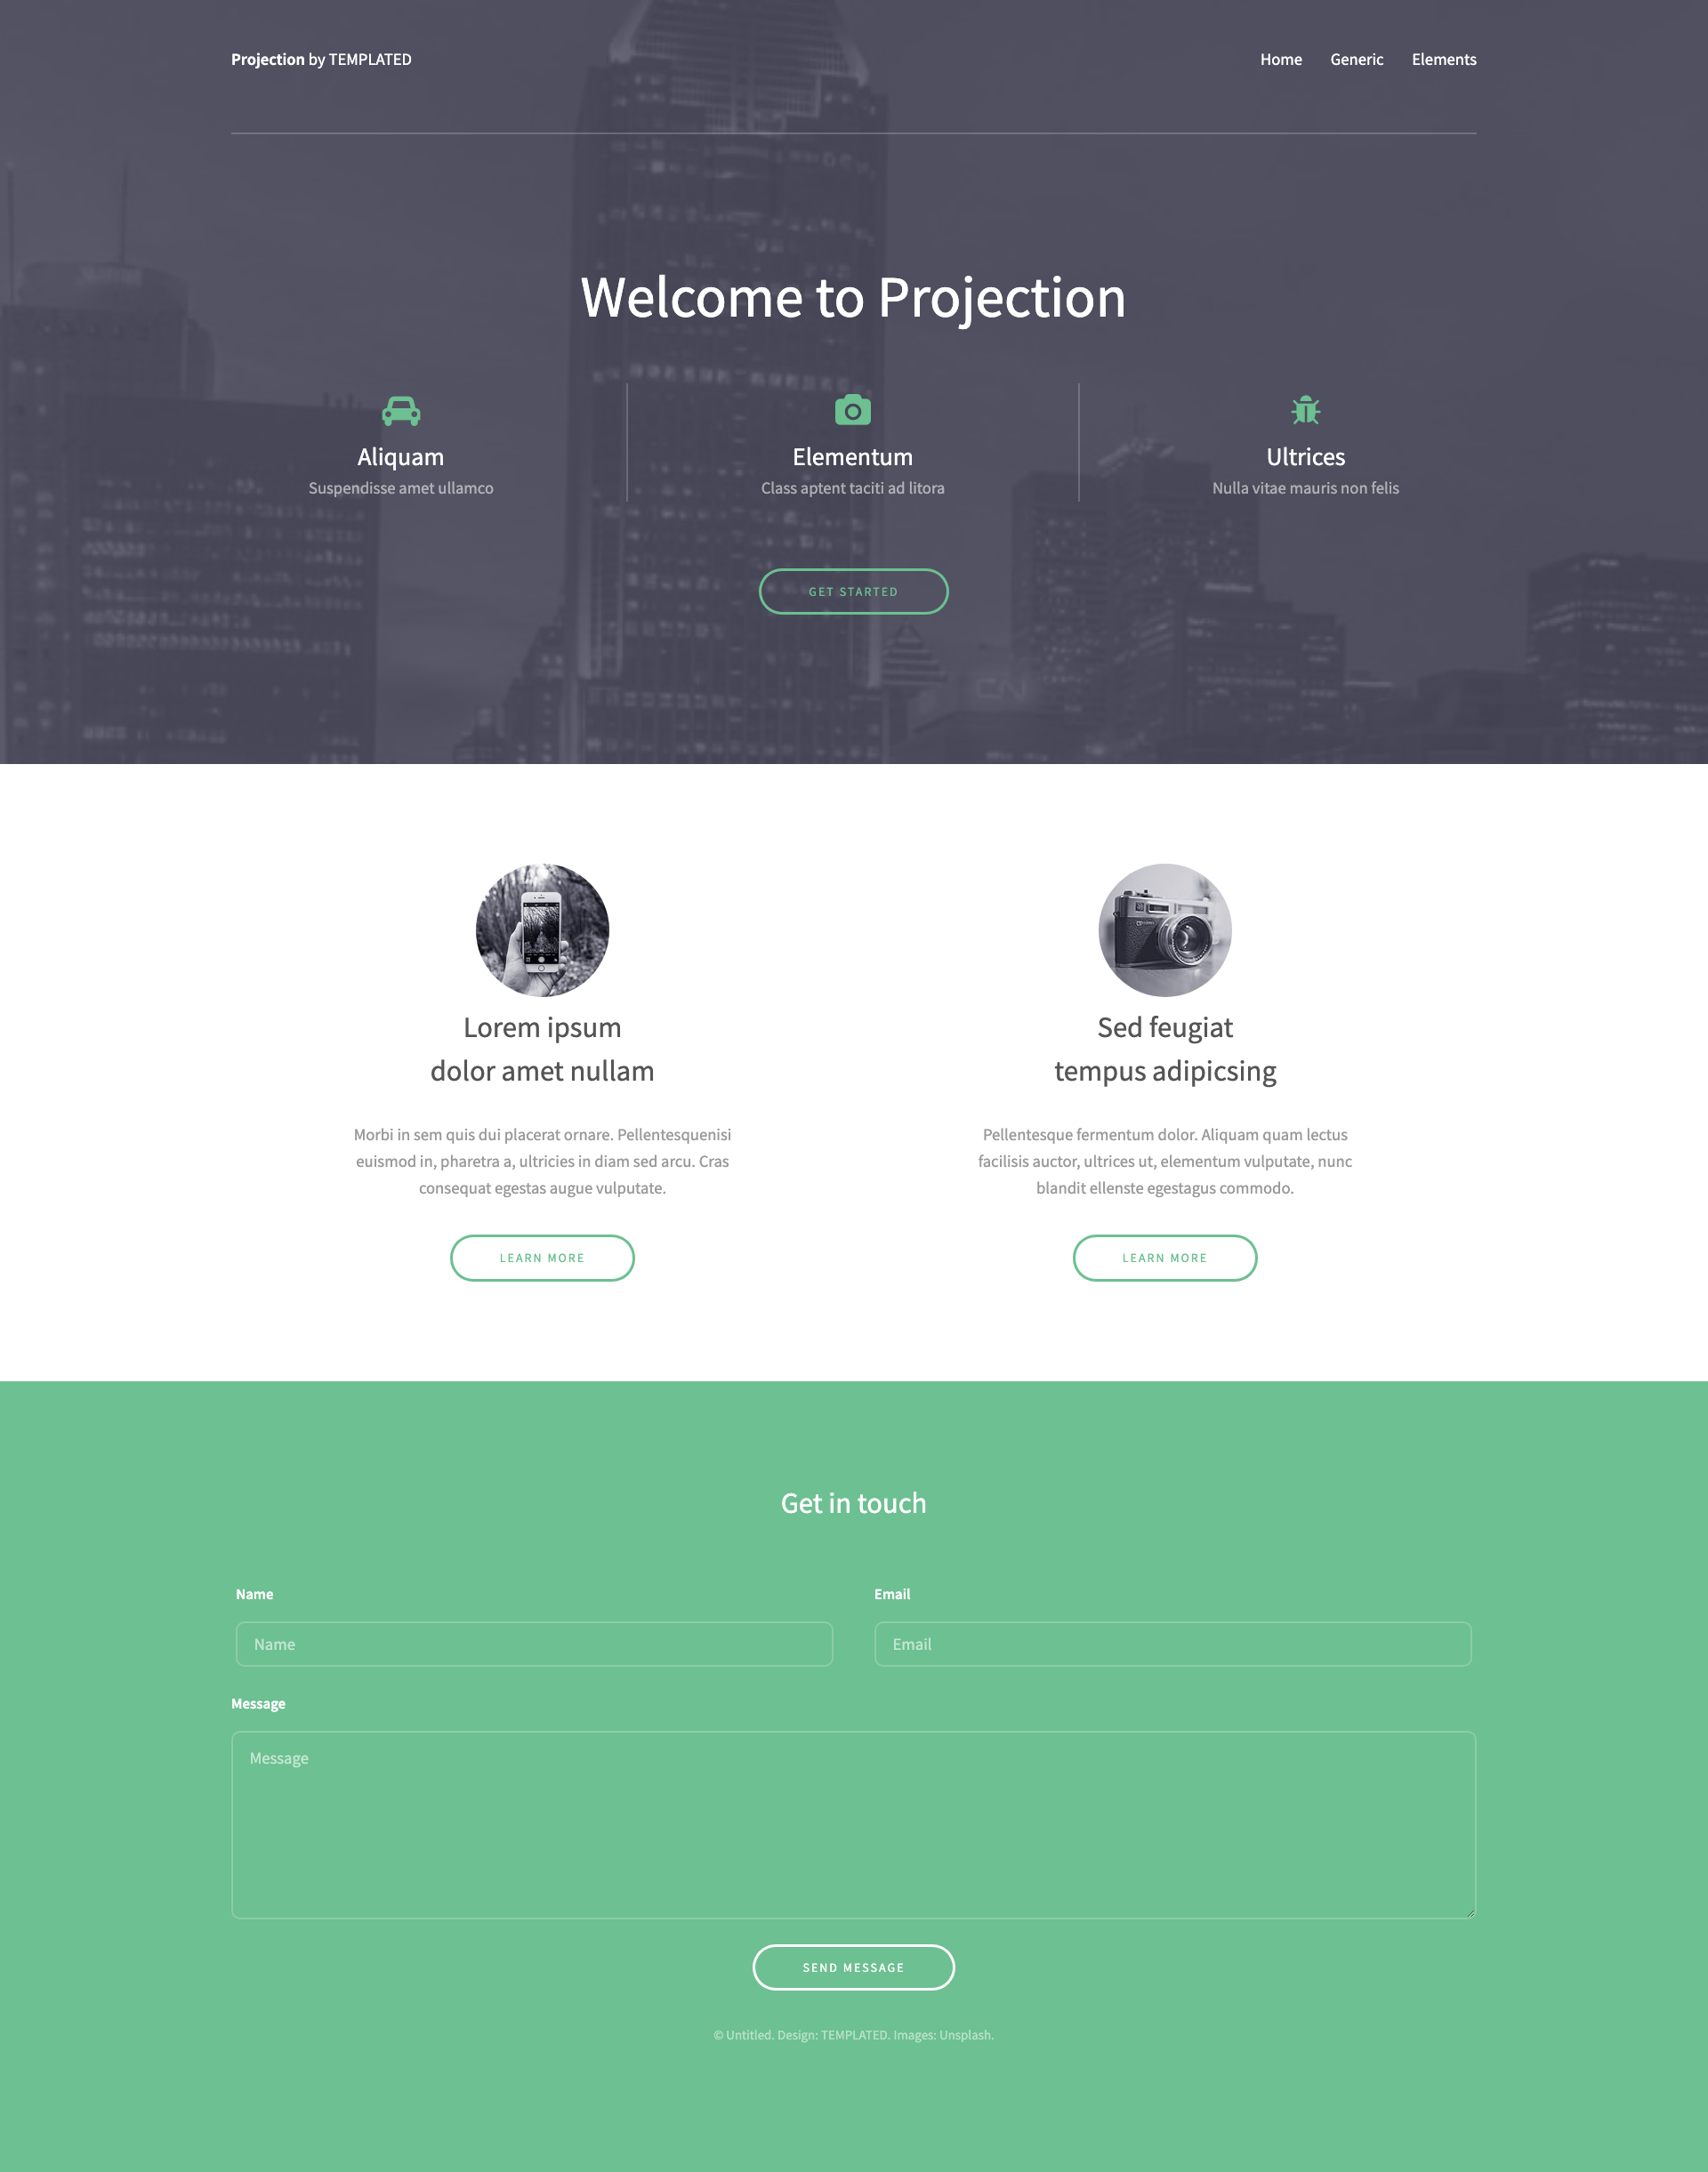 Projection by TEMPLATED
Home Generic Elements
Welcome to Projection
Aliquam
Suspendisse amet ullamco
Elementum
Class aptent taciti ad litora
Ultrices
Nulla vitae mauris non felis
GET STARTED
CN
Lorem ipsum
dolor amet nullam
Morbi in sem quis dui placerat ornare. Pellentesquenisi
euismod in, pharetra a, ultricies in diam sed arcu. Cras
consequat egestas augue vulputate.
LEARN MORE
Sed feugiat
tempus adipicsing
Pellentesque fermentum dolor. Aliquam quam lectus
facilisis auctor, ultrices ut, elementum vulputate, nunc
blandit ellenste egestagus commodo.
LEARN MORE
Get in touch
Name
Name
Email
Email
Message
Message
SEND MESSAGE
© Untitled. Design: TEMPLATED. Images: Unsplash.